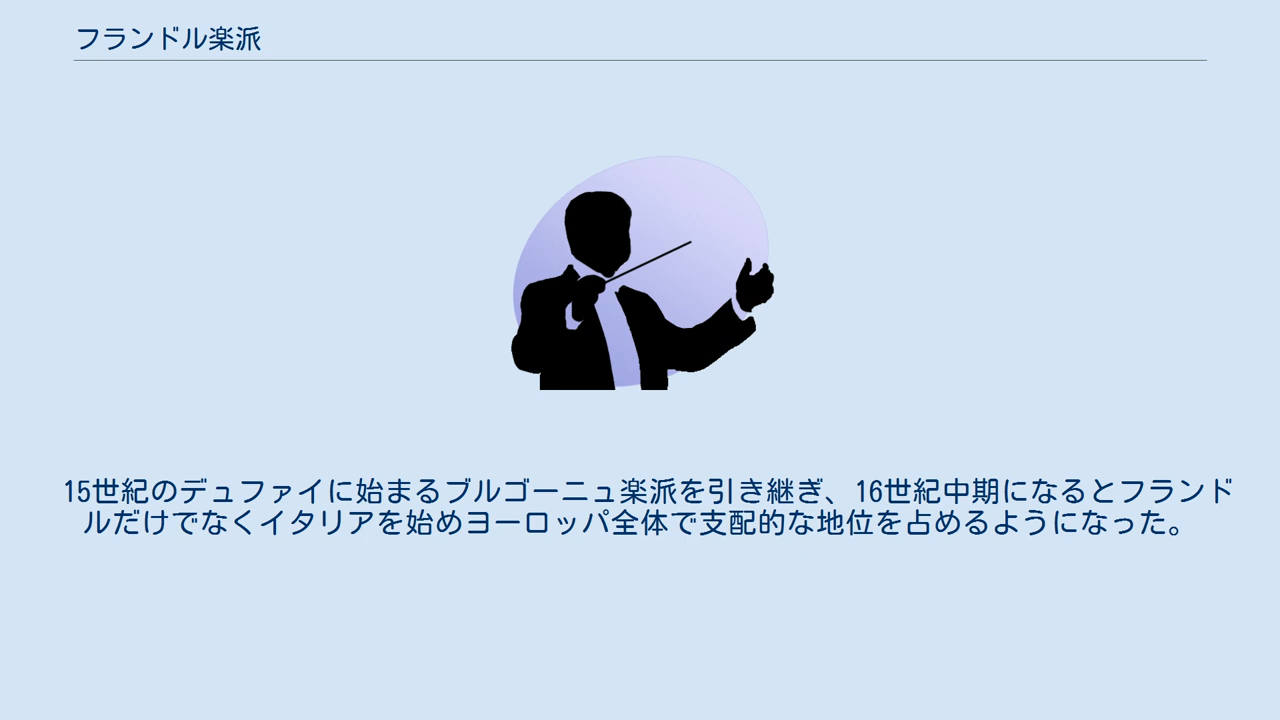 フランドル楽派
15世紀のデュファイに始まるブルゴーニュ楽派を引き継ぎ、16世紀中期になるとフランド
ルだけでなくイタリアを始めヨーロッパ全体で支配的な地位を占めるようになった。